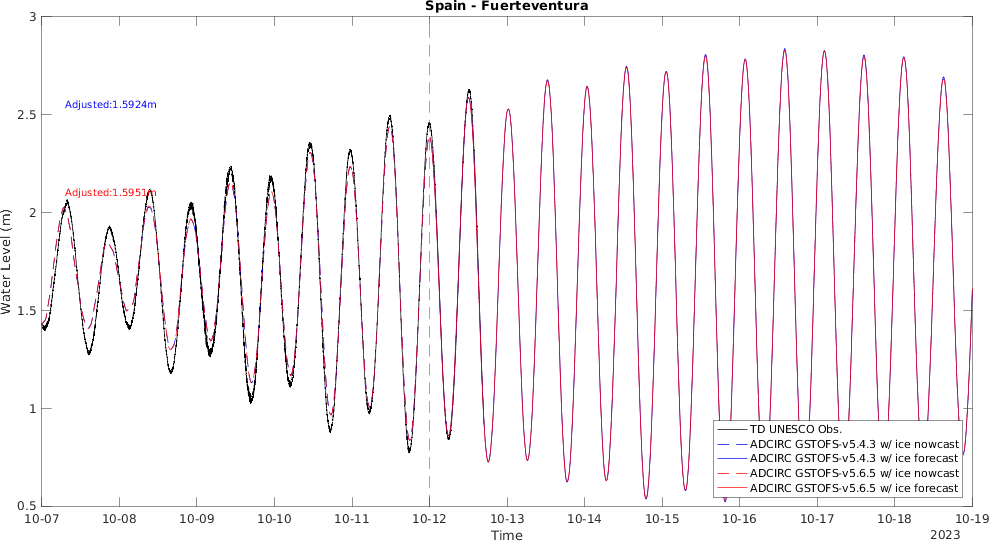 Spain - Fuerteventura
3
2.5
2
1.5
1
0.5
Water Level (m)
Adjusted:1.5924m
Adjusted:1.5951m
TD UNESCO Obs.
ADCIRC GSTOFS-v5.4.3 w/ ice nowcast
ADCIRC GSTOFS-v5.4.3 w/ ice forecast
ADCIRC GSTOFS-v5.6.5 w/ ice nowcast
ADCIRC GSTOFS-v5.6.5 w/ ice forecast
10-07 10-08 10-09 10-10 10-11 10-12 10-13 10-14 10-15 10-16 10-17 10-18 10-19
Time
2023